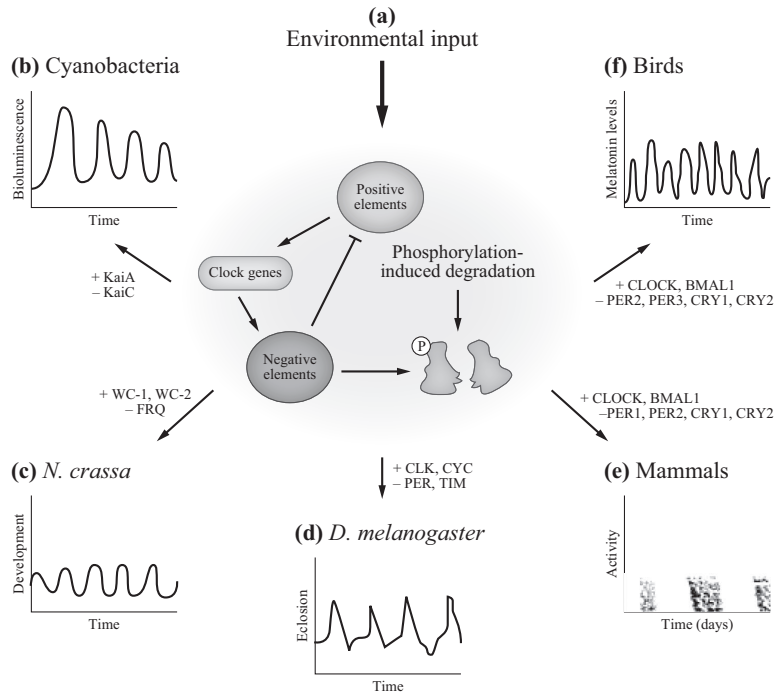 (a)
Environmental input
(b) Cyanobacteria
Bioluminescence
Time
+ KaiA
– KaiC
(f) Birds
Melatonin levels
Time
+ CLOCK, BMAL1
– PER2, PER3, CRY1, CRY2
Positive
elements
Clock genes
Phosphorylation-
induced degradation
P
Negative
elements
+ WC-1, WC-2
– FRQ
(c) N. crassa
Development
Time
+ CLK, CYC
– PER, TIM
(d) D. melanogaster
Eclosion
Time
+ CLOCK, BMAL1
–PER1, PER2, CRY1, CRY2
(e) Mammals
Activity
Time (days)